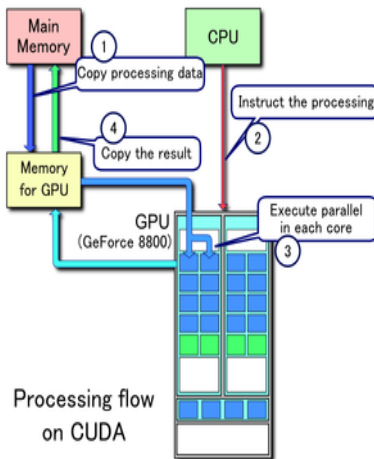 Main
Memory
CPU
1
Copy processing data
Instruct the processing
2
4
Copy the result
Memory
for GPU
GPU
(GeForce 8800)
Execute parallel
in each core
3
Processing flow
on CUDA